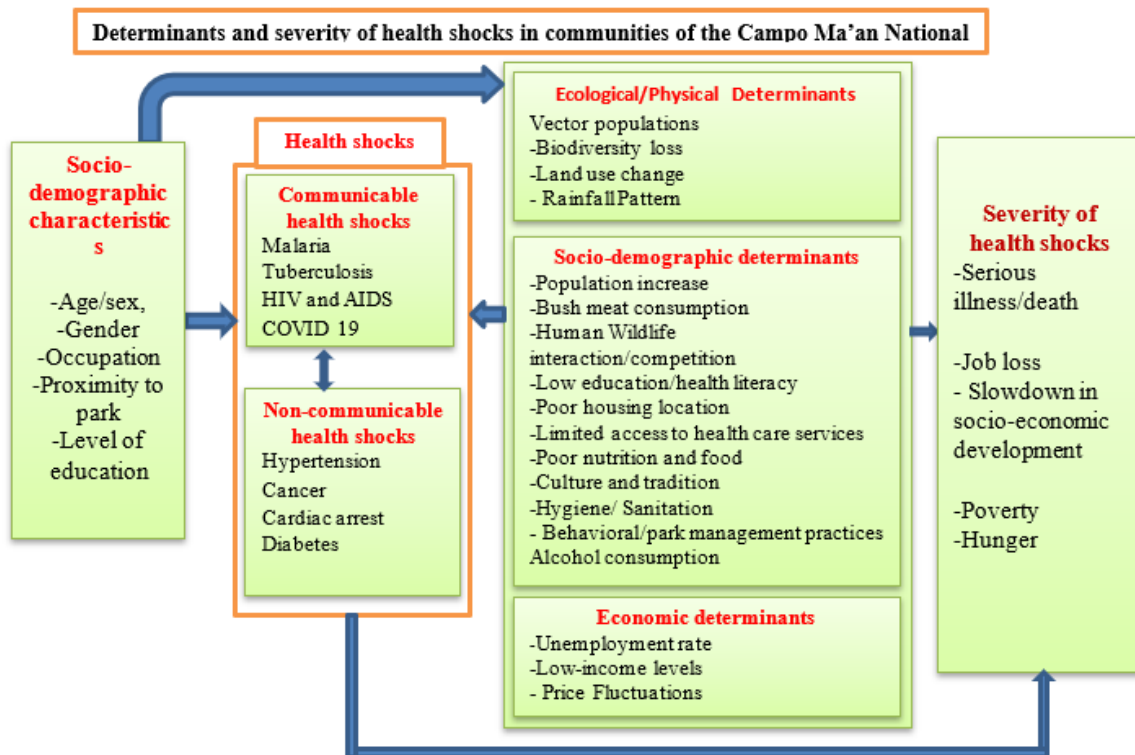 Determinants and severity of health shocks in communities of the Campo Ma'an National
Socio-
demographic
characteristic
s
-Age/sex,
-Gender
-Occupation
-Proximity to
park
-Level of
education
Health shocks
Communicable
health shocks
Malaria
Tuberculosis
HIV and AIDS
COVID 19
Non-communicable
health shocks
Hypertension
Cancer
Cardiac arrest
Diabetes
Ecological/Physical Determinants
Vector populations
-Biodiversity loss
-Land use change
- Rainfall Pattern
Socio-demographic determinants
-Population increase
-Bush meat consumption
-Human Wildlife
interaction/competition
-Low education/health literacy
-Poor housing location
-Limited access to health care services
-Poor nutrition and food
-Culture and tradition
-Hygiene/ Sanitation
- Behavioral/park management practices
Alcohol consumption
Economic determinants
-Unemployment rate
-Low-income levels
- Price Fluctuations
Severity of
health shocks
-Serious
illness/death
-Job loss
- Slowdown in
socio-economic
development
-Poverty
-Hunger